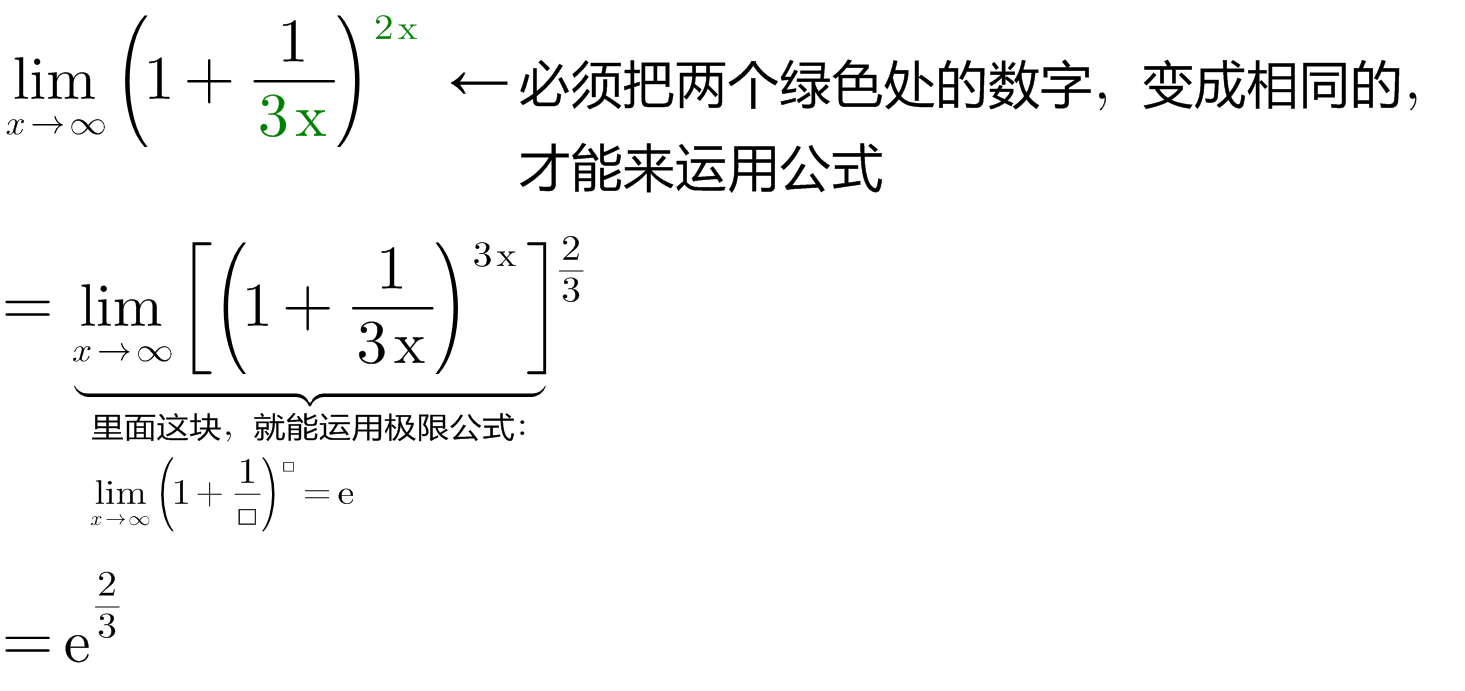 $\lim_{x \to \infty} \left(1 + \frac{1}{3x}\right)^{2x}$ ← 必须把两个绿色处的数字，变成相同的，
才能来运用公式
$= \lim_{x \to \infty} \left[\left(1 + \frac{1}{3x}\right)^{3x}\right]^{\frac{2}{3}}$
里面这块，就能运用极限公式：
$\lim_{x \to \infty} \left(1 + \frac{1}{□}\right)^{□} = e$
$= e^{\frac{2}{3}}$